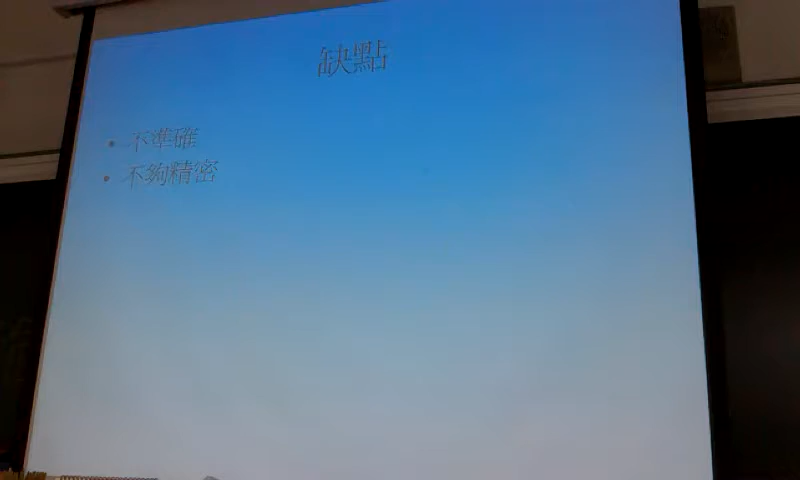 缺點
• 不準確
• 不夠精密